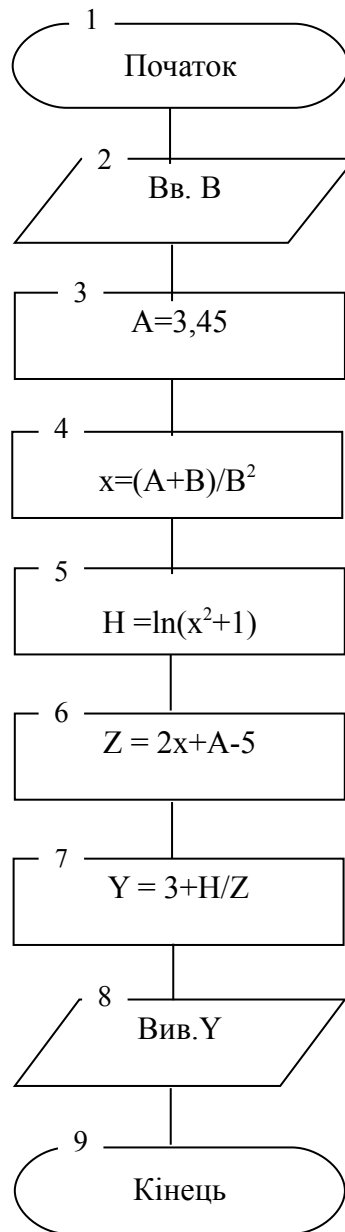 1
Початок
2
Вв. В
3
А=3,45
4
x=(A+B)/B²
5
H =ln(x²+1)
6
Z = 2x+A-5
7
Y = 3+H/Z
8
Вив.Y
9
Кінець